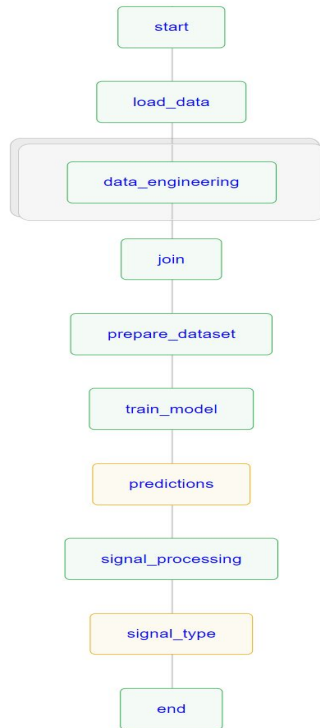 start
load_data
data_engineering
join
prepare_dataset
train_model
predictions
signal_processing
signal_type
end